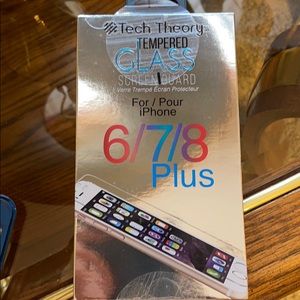 Tech Theory
TEMPERED
GLASS
SCREEN GUARD
Verre Trempé Écran Protecteur
For / Pour
iPhone
6/7/8
Plus